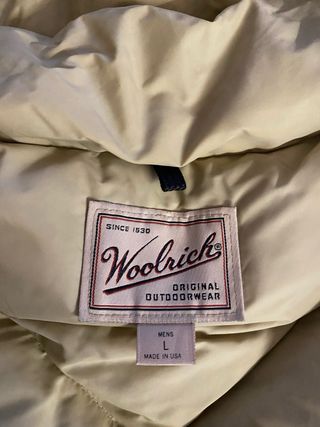 SINCE 1830
Woolrich®
ORIGINAL
OUTDOORWEAR
MENS
L
MADE IN USA